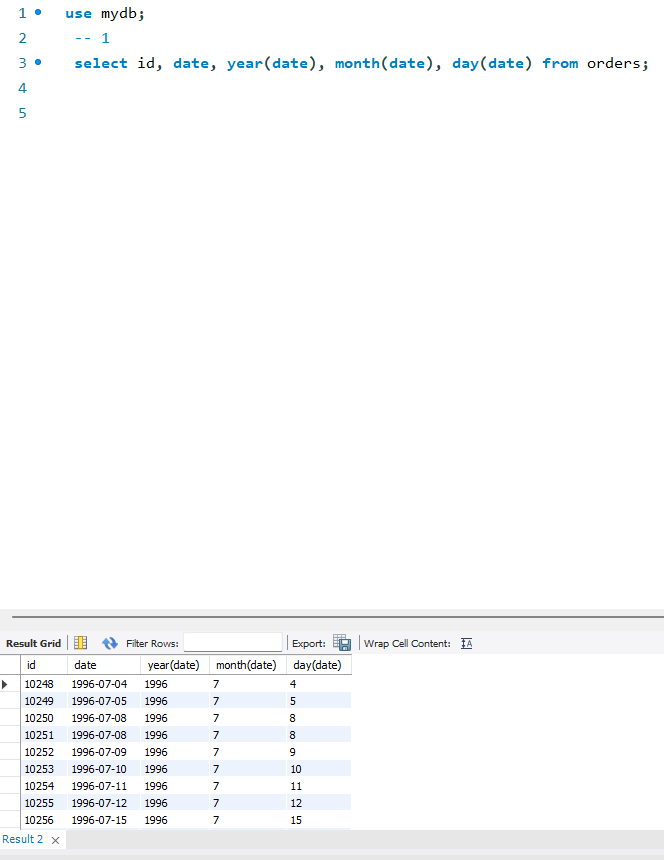 1 use mydb;
2 -- 1
3 select id, date, year(date), month(date), day(date) from orders;
4
5
Result Grid Filter Rows: Export: Wrap Cell Content:
id date year(date) month(date) day(date)
10248 1996-07-04 1996 7 4
10249 1996-07-05 1996 7 5
10250 1996-07-08 1996 7 8
10251 1996-07-08 1996 7 8
10252 1996-07-09 1996 7 9
10253 1996-07-10 1996 7 10
10254 1996-07-11 1996 7 11
10255 1996-07-12 1996 7 12
10256 1996-07-15 1996 7 15
Result 2